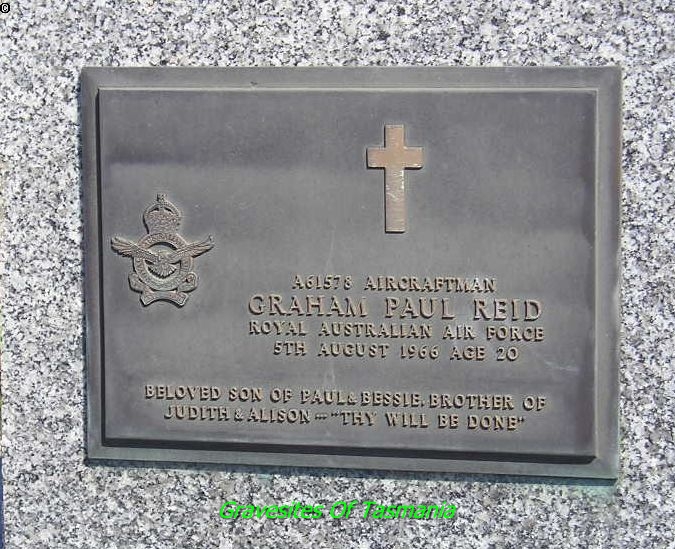 ©
A61578 AIRCRAFTMAN
GRAHAM PAUL REID
ROYAL AUSTRALIAN AIR FORCE
5TH AUGUST 1966 AGE 20
BELOVED SON OF PAUL & BESSIE, BROTHER OF
JUDITH & ALISON — "THY WILL BE DONE"
Gravesites Of Tasmania